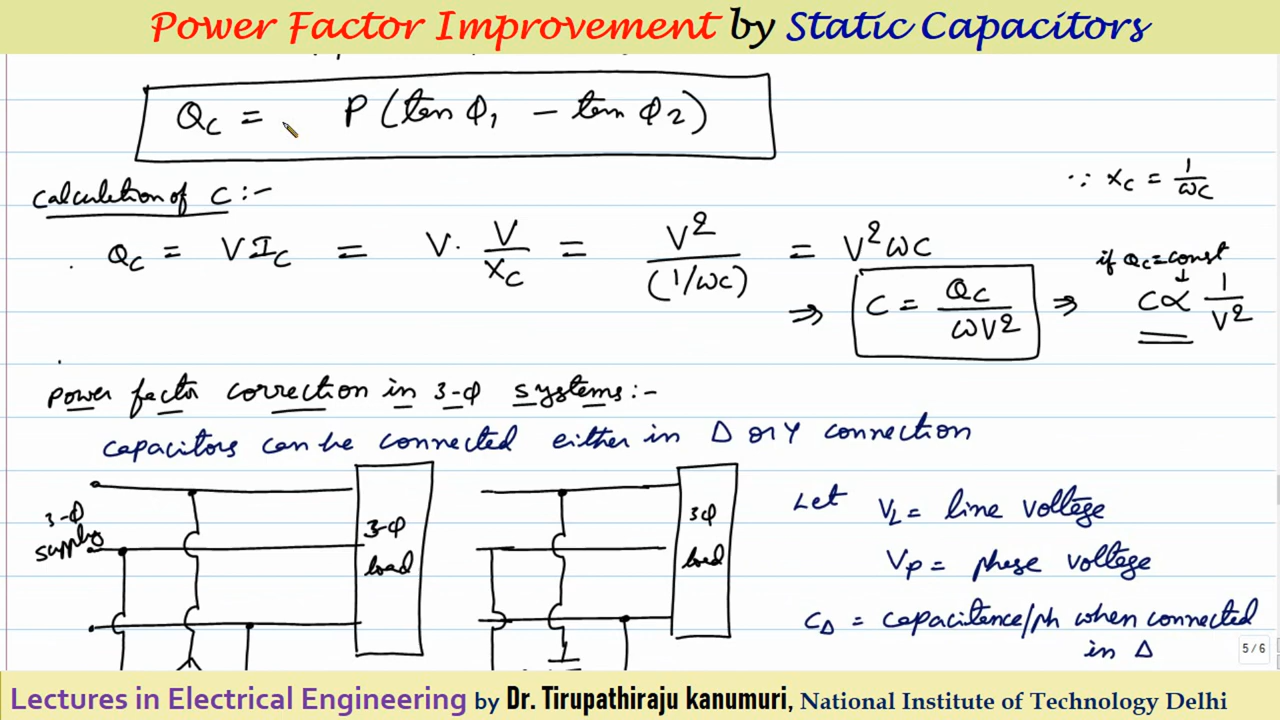 Power Factor Improvement by Static Capacitors
Qc = P (tan φ1 - tan φ2)
Calculation of C :-
∵ Xc = 1/ωC
Qc = VIc = V · V/Xc = V²/(1/ωC) = V²ωC
if Qc = const ↓
⇒ C = Qc/ωV² ⇒ C ∝ 1/V²
Power factor correction in 3-φ systems:-
Capacitors can be connected either in Δ or Y connection
3-φ supply
3-φ load
3φ load
Let VL = line voltage
Vp = phase voltage
CΔ = capacitence/ph when connected
in Δ
5 / 6
Lectures in Electrical Engineering by Dr. Tirupathiraju kanumuri, National Institute of Technology Delhi